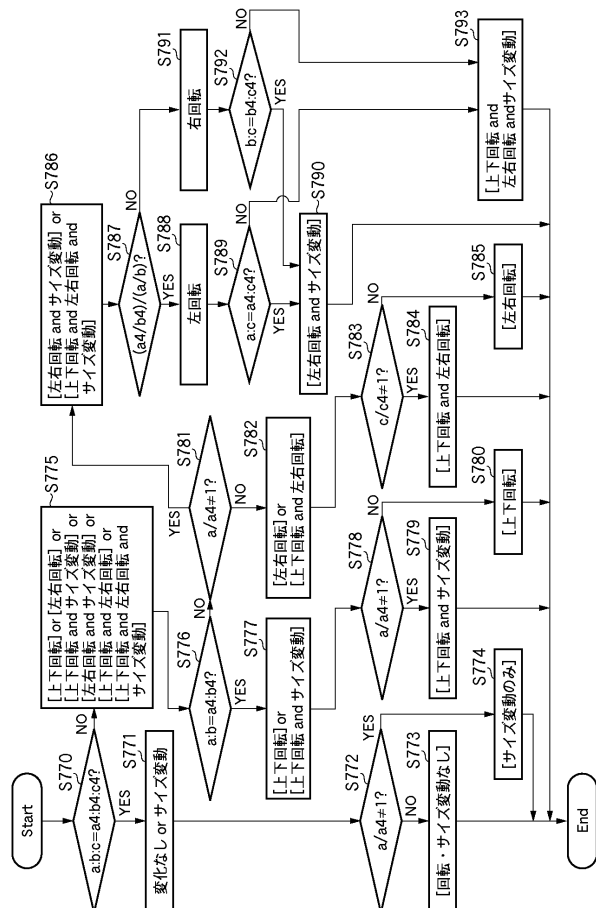 Start
S770
a:b:c=a4:b4:c4?
NO
YES
S771
変化なし or サイズ変動
S772
a/a4≠1?
YES
NO
S773
[回転・サイズ変動なし]
S774
[サイズ変動のみ]
S775
[上下回転] or [左右回転] or
[上下回転 and サイズ変動] or
[左右回転 and サイズ変動] or
[上下回転 and 左右回転] or
[上下回転 and 左右回転 and
サイズ変動]
S776
a:b=a4:b4?
NO
YES
S777
[上下回転] or
[上下回転 and サイズ変動]
S778
a/a4≠1?
NO
YES
S779
[上下回転 and サイズ変動]
S780
[上下回転]
S781
a/a4≠1?
YES
NO
S782
[左右回転] or
[上下回転 and 左右回転]
S783
c/c4≠1?
NO
YES
S784
[上下回転 and 左右回転]
S785
[左右回転]
S786
[左右回転 and サイズ変動] or
[上下回転 and 左右回転 and
サイズ変動]
S787
(a4/b4)/(a/b)?
NO
YES
S788
左回転
S789
a:c=a4:c4?
NO
YES
S790
[左右回転 and サイズ変動]
S791
右回転
S792
b:c=b4:c4?
NO
YES
S793
[上下回転 and
左右回転 andサイズ変動]
End